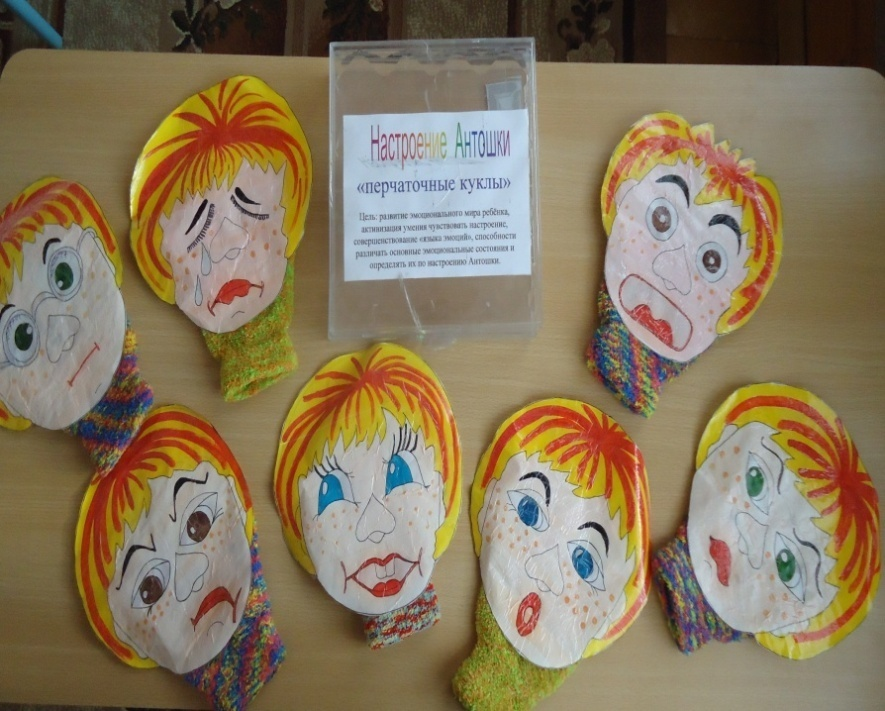 Настроение Антошки
«перчаточные куклы»
Цель: развитие эмоционального мира ребёнка,
активизация умения чувствовать настроение,
совершенствование «языка эмоций», способности
различать основные эмоциональные состояния и
определять их по настроению Антошки.